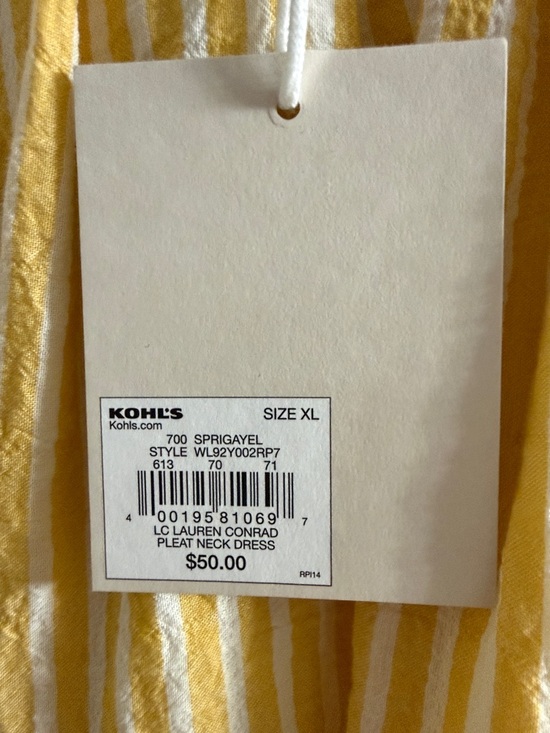 KOHL'S SIZE XL
Kohls.com
700 SPRIGAYEL
STYLE WL92Y002RP7
613 70 71
4 00195 81069 7
LC LAUREN CONRAD
PLEAT NECK DRESS
$50.00
RPI14